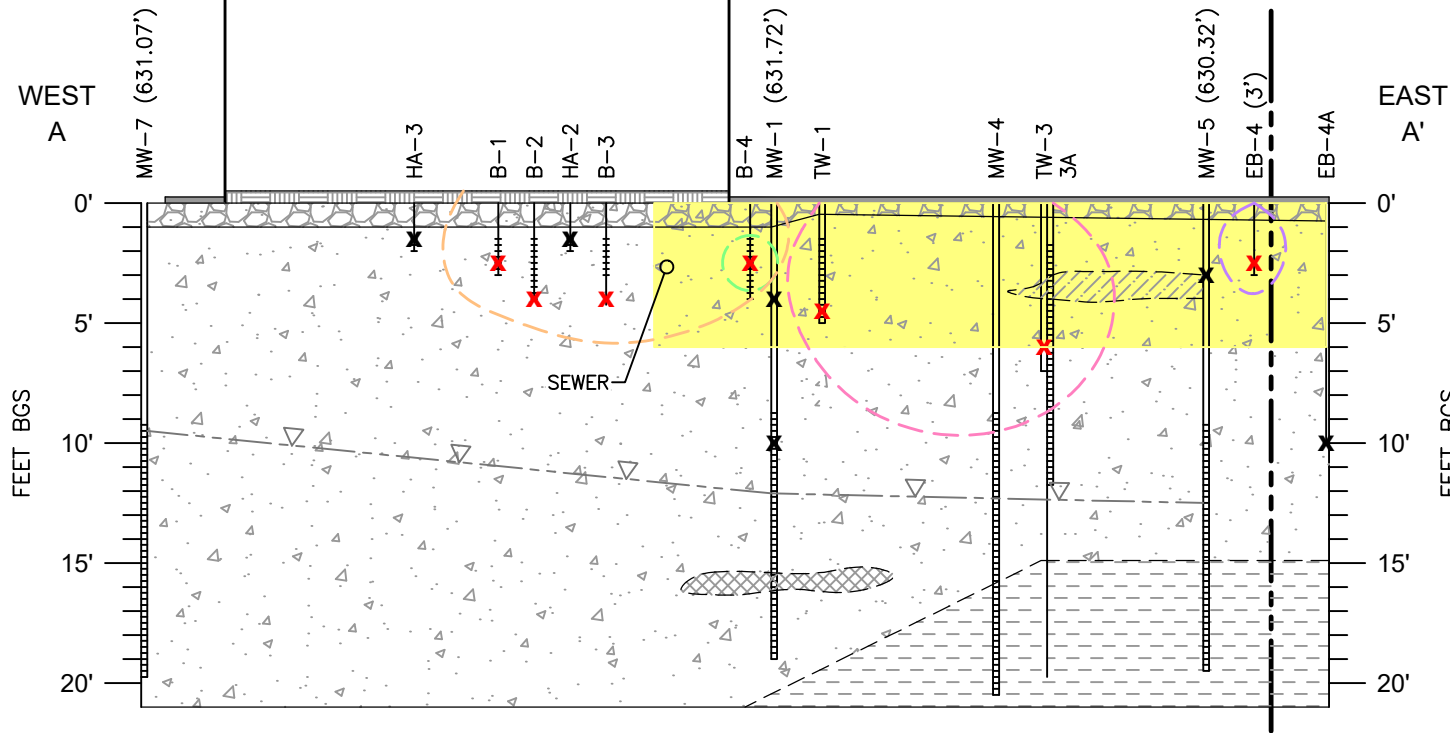 WEST
A
MW-7 (631.07')
HA-3
B-1
B-2
HA-2
B-3
B-4
MW-1 (631.72')
TW-1
MW-4
TW-3
3A
MW-5 (630.32')
EB-4 (3')
EB-4A
EAST
A'
0'
0'
5'
5'
SEWER
FEET BGS
FEET BGS
10'
10'
15'
15'
20'
20'